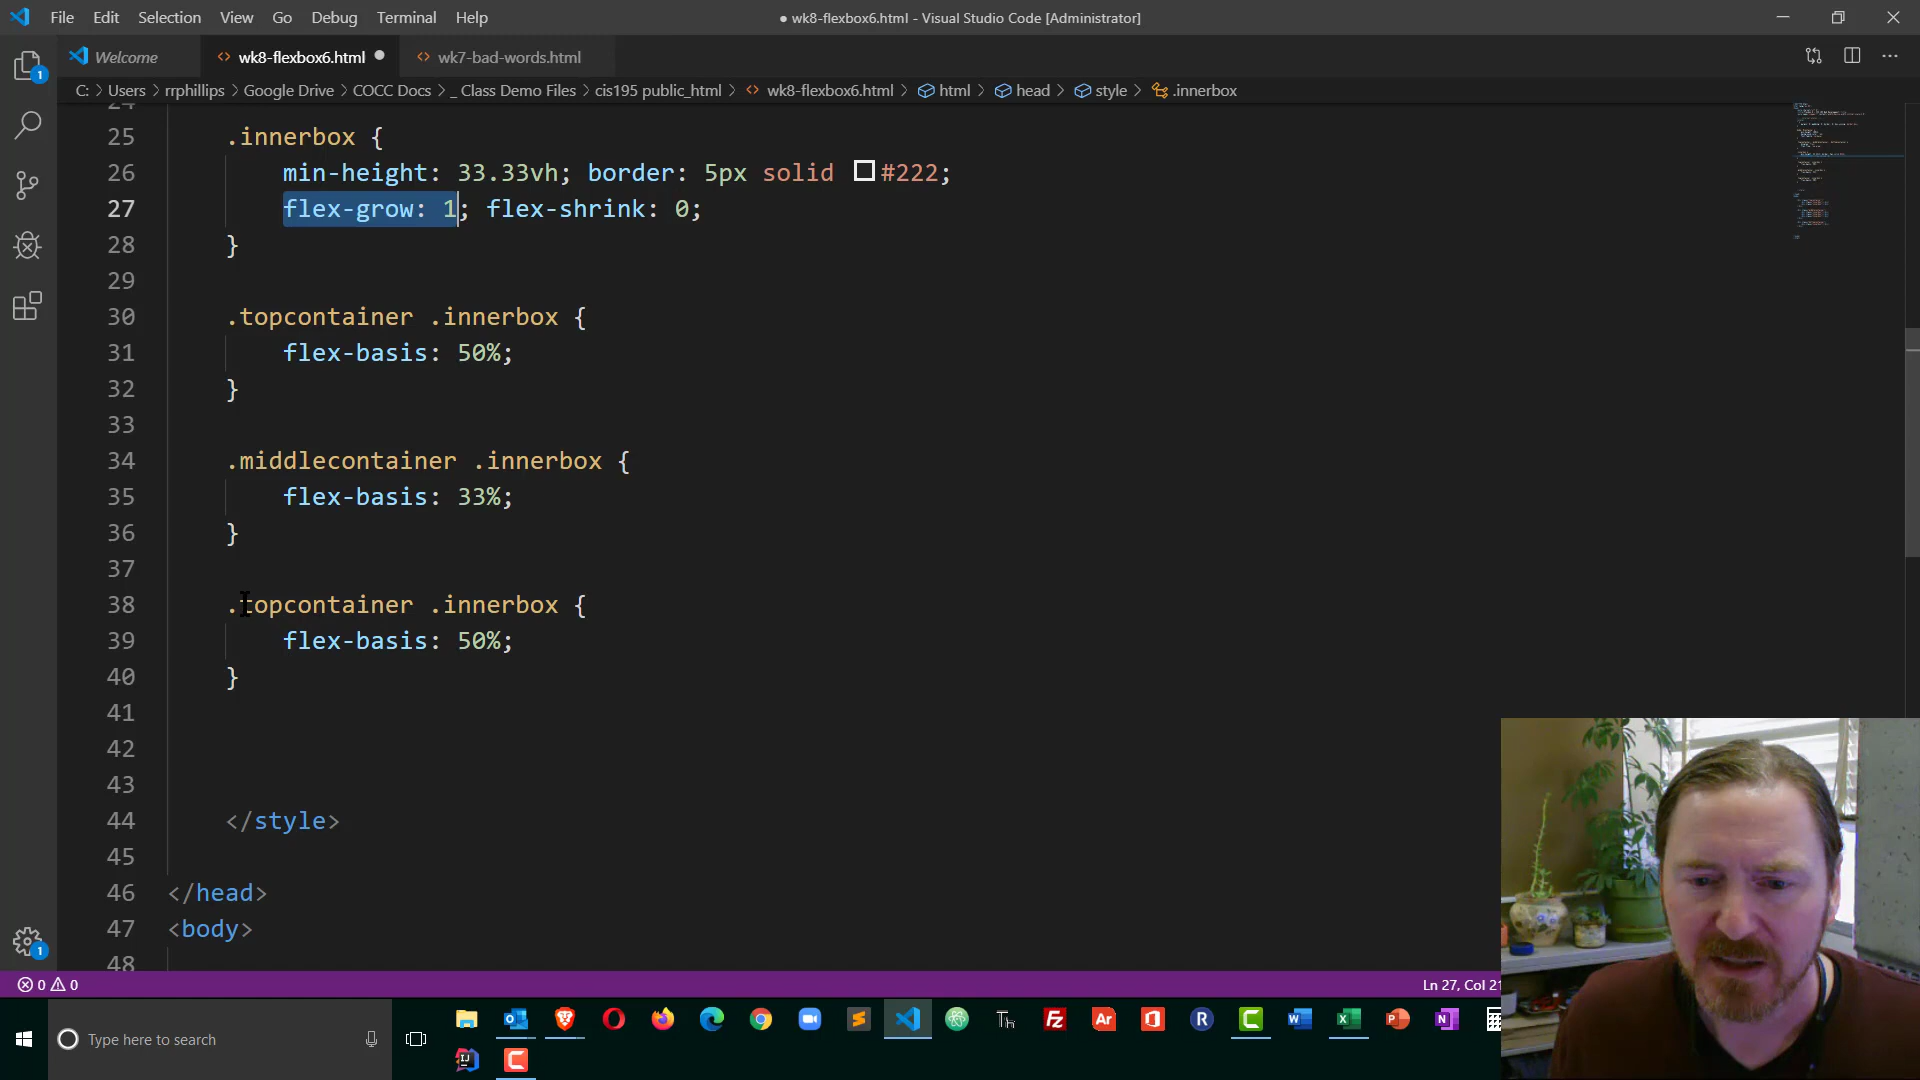 File Edit Selection View Go Debug Terminal Help
● wk8-flexbox6.html - Visual Studio Code [Administrator]
1
Welcome
<> wk8-flexbox6.html ●
<> wk7-bad-words.html
C: > Users > rrphillips > Google Drive > COCC Docs > _ Class Demo Files > cis195 public_html > <> wk8-flexbox6.html > html > head > style > .innerbox
25 .innerbox {
26 min-height: 33.33vh; border: 5px solid #222;
27 flex-grow: 1; flex-shrink: 0;
28 }
29
30 .topcontainer .innerbox {
31 flex-basis: 50%;
32 }
33
34 .middlecontainer .innerbox {
35 flex-basis: 33%;
36 }
37
38 .topcontainer .innerbox {
39 flex-basis: 50%;
40 }
41
42
43
44 </style>
45
46 </head>
47 <body>
48
1
0 0
Ln 27, Col 21
Type here to search
Fz Ar R N
IJ